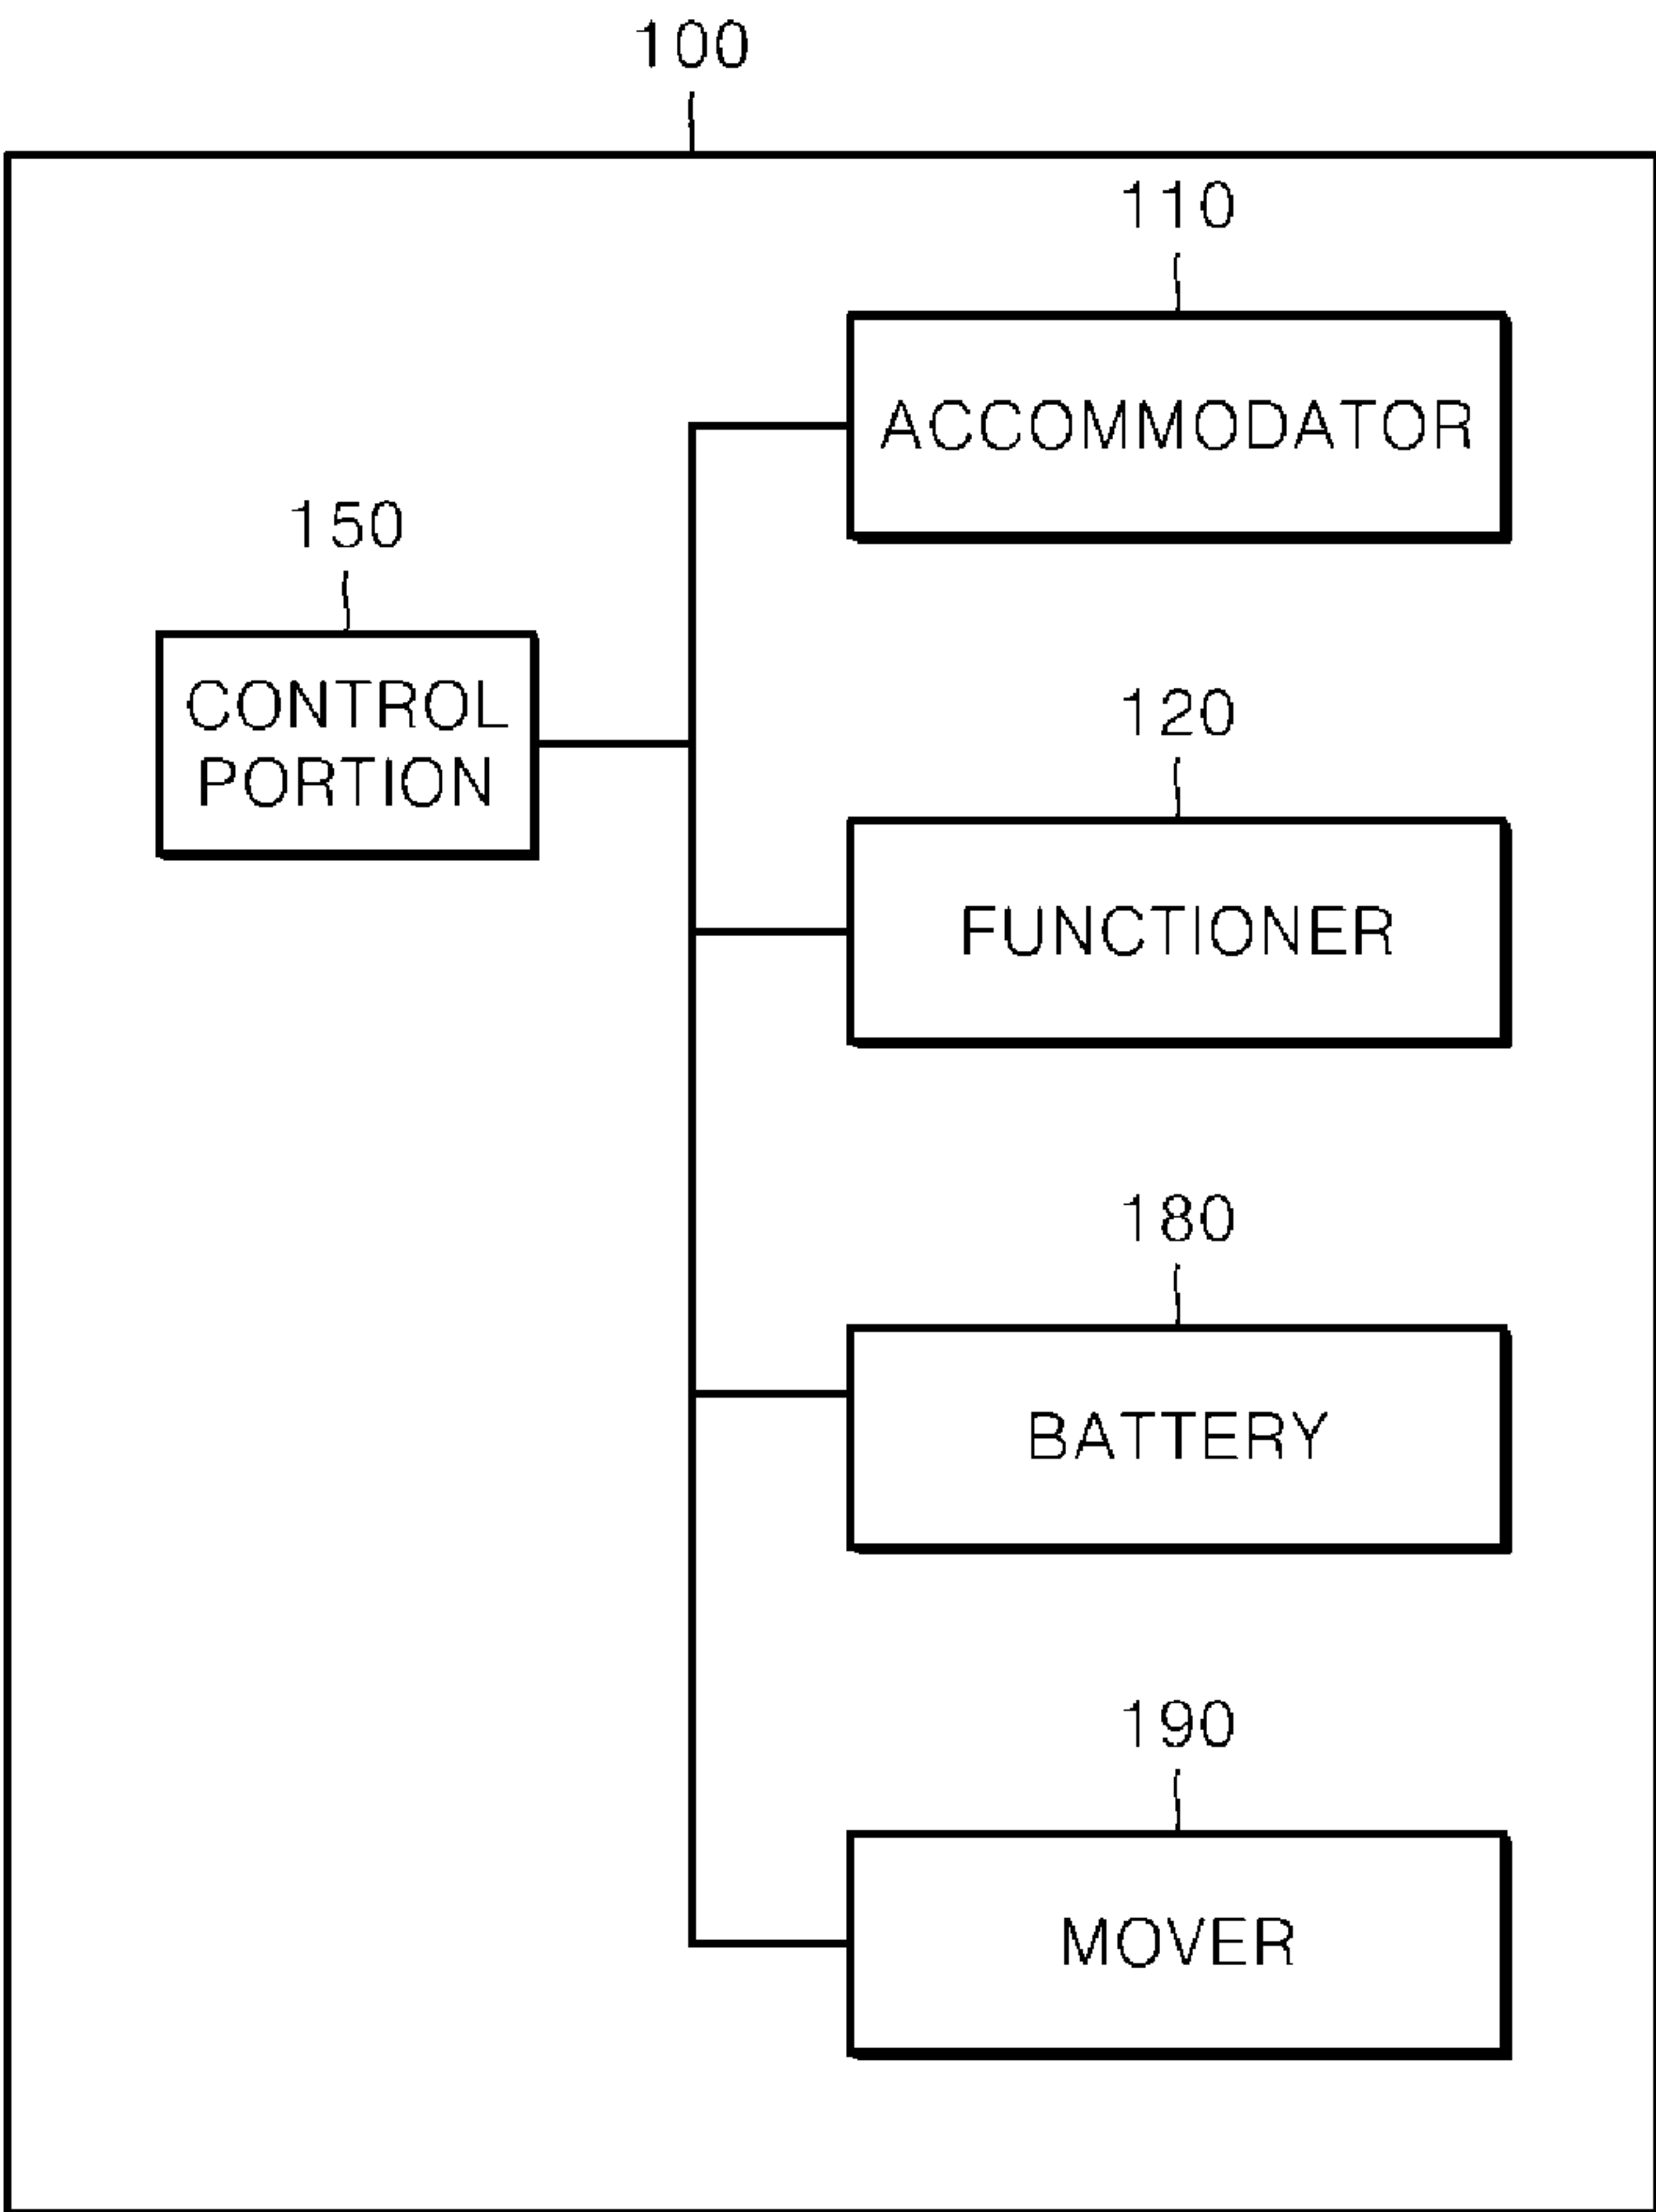 100
110
ACCOMMODATOR
150
CONTROL
PORTION
120
FUNCTIONER
180
BATTERY
190
MOVER